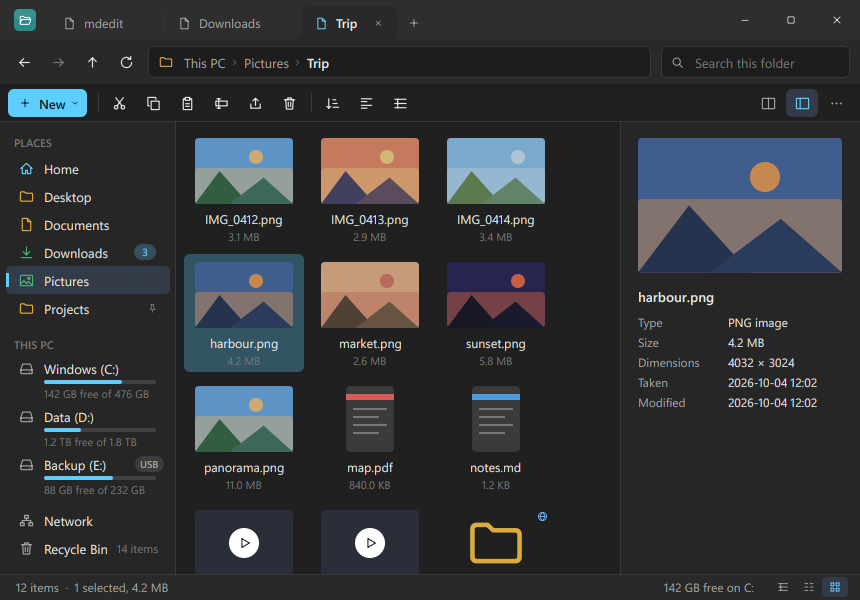 mdedit
Downloads
Trip
This PC
Pictures
Trip
Search this folder
New
PLACES
Home
Desktop
Documents
Downloads 3
Pictures
Projects
THIS PC
Windows (C:)
142 GB free of 476 GB
Data (D:)
1.2 TB free of 1.8 TB
Backup (E:) USB
88 GB free of 232 GB
Network
Recycle Bin 14 items
IMG_0412.png
3.1 MB
IMG_0413.png
2.9 MB
IMG_0414.png
3.4 MB
harbour.png
4.2 MB
market.png
2.6 MB
sunset.png
5.8 MB
panorama.png
11.0 MB
map.pdf
840.0 KB
notes.md
1.2 KB
harbour.png
Type PNG image
Size 4.2 MB
Dimensions 4032 × 3024
Taken 2026-10-04 12:02
Modified 2026-10-04 12:02
12 items · 1 selected, 4.2 MB
142 GB free on C: